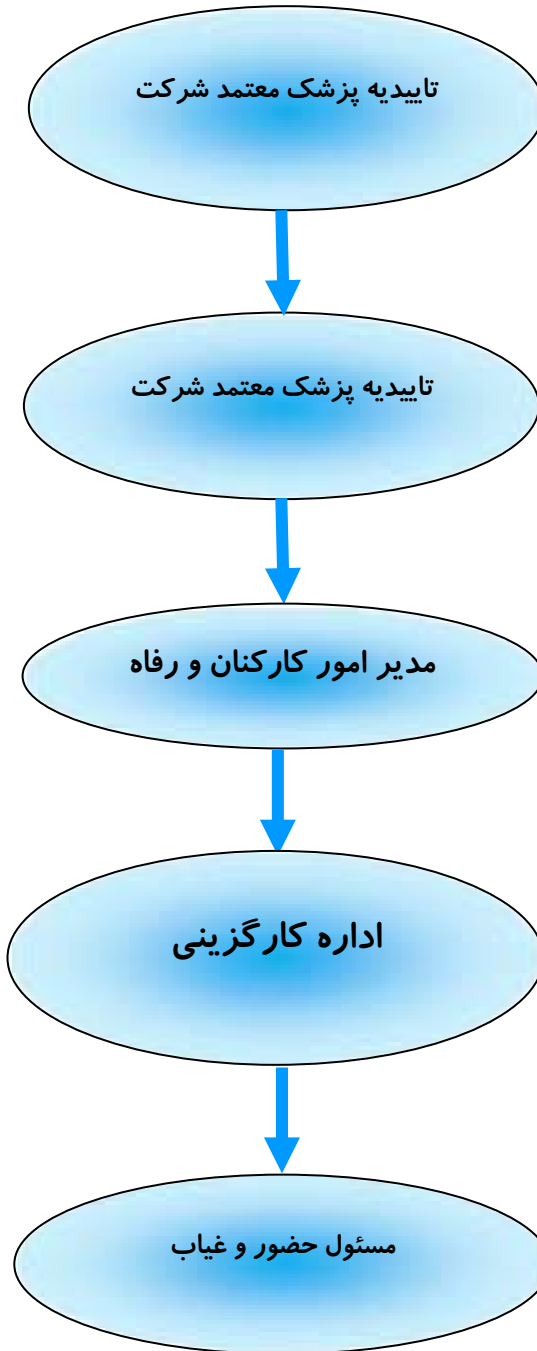 تاییدیه پزشک معتمد شرکت
تاییدیه پزشک معتمد شرکت
مدیر امور کارکنان و رفاه
اداره کارگزینی
مسئول حضور و غیاب